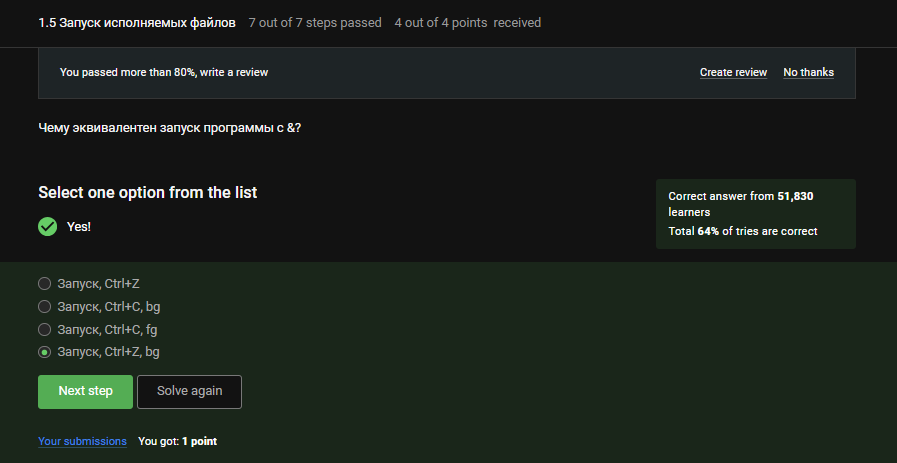 1.5 Запуск исполняемых файлов 7 out of 7 steps passed 4 out of 4 points received
You passed more than 80%, write a review Create review No thanks
Чему эквивалентен запуск программы с &?
Select one option from the list
Yes!
Correct answer from 51,830
learners
Total 64% of tries are correct
Запуск, Ctrl+Z
Запуск, Ctrl+C, bg
Запуск, Ctrl+C, fg
Запуск, Ctrl+Z, bg
Next step Solve again
Your submissions You got: 1 point